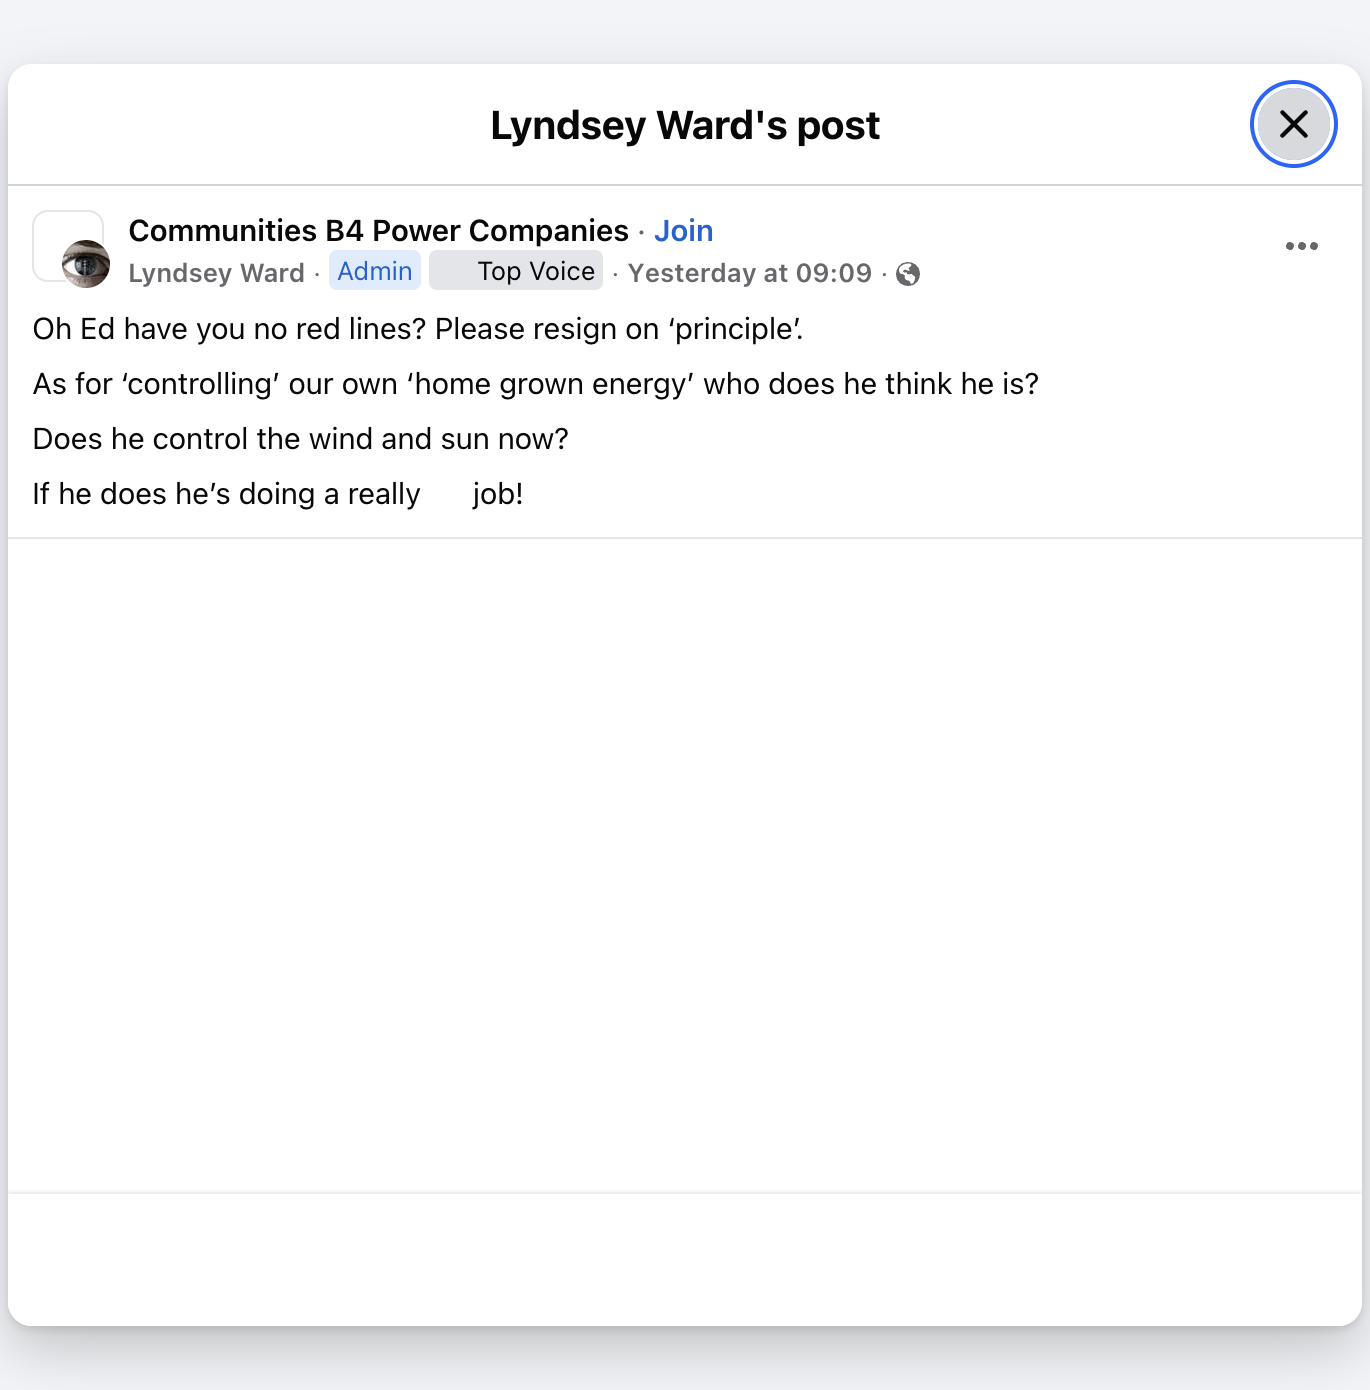 Lyndsey Ward's post
Communities B4 Power Companies · Join
Lyndsey Ward · Admin Top Voice · Yesterday at 09:09 ·
Oh Ed have you no red lines? Please resign on ‘principle’.
As for ‘controlling’ our own ‘home grown energy’ who does he think he is?
Does he control the wind and sun now?
If he does he’s doing a really job!